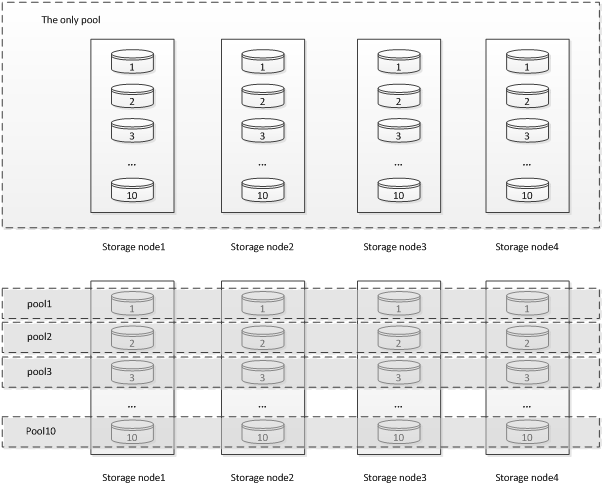 The only pool
1 1 1 1
2 2 2 2
3 3 3 3
... ... ... ...
10 10 10 10
Storage node1 Storage node2 Storage node3 Storage node4
pool1 1 1 1 1
pool2 2 2 2 2
pool3 3 3 3 3
... ... ... ...
Pool10 10 10 10 10
Storage node1 Storage node2 Storage node3 Storage node4